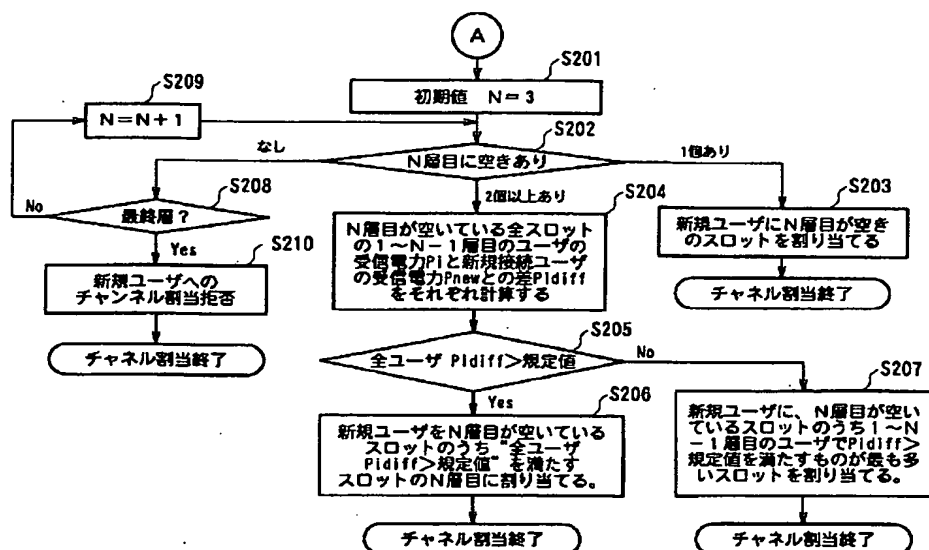 A
S201
初期値 N=3
S209
N=N+1
S202
N層目に空きあり
なし
1個あり
2個以上あり
S208
最終層?
No
Yes
S210
新規ユーザへの
チャンネル割当拒否
チャネル割当終了
S204
N層目が空いている全スロット
の1~N-1層目のユーザの
受信電力Piと新規接続ユーザ
の受信電力Pnewとの差Pidiff
をそれぞれ計算する
S203
新規ユーザにN層目が空き
のスロットを割り当てる
チャネル割当終了
S205
全ユーザ Pidiff>規定値
No
Yes
S206
新規ユーザをN層目が空いている
スロットのうち"全ユーザ
Pidiff>規定値"を満たす
スロットのN層目に割り当てる。
チャネル割当終了
S207
新規ユーザに、N層目が空い
ているスロットのうち1~N
-1層目のユーザでPidiff>
規定値を満たすものが最も多
いスロットを割り当てる。
チャネル割当終了